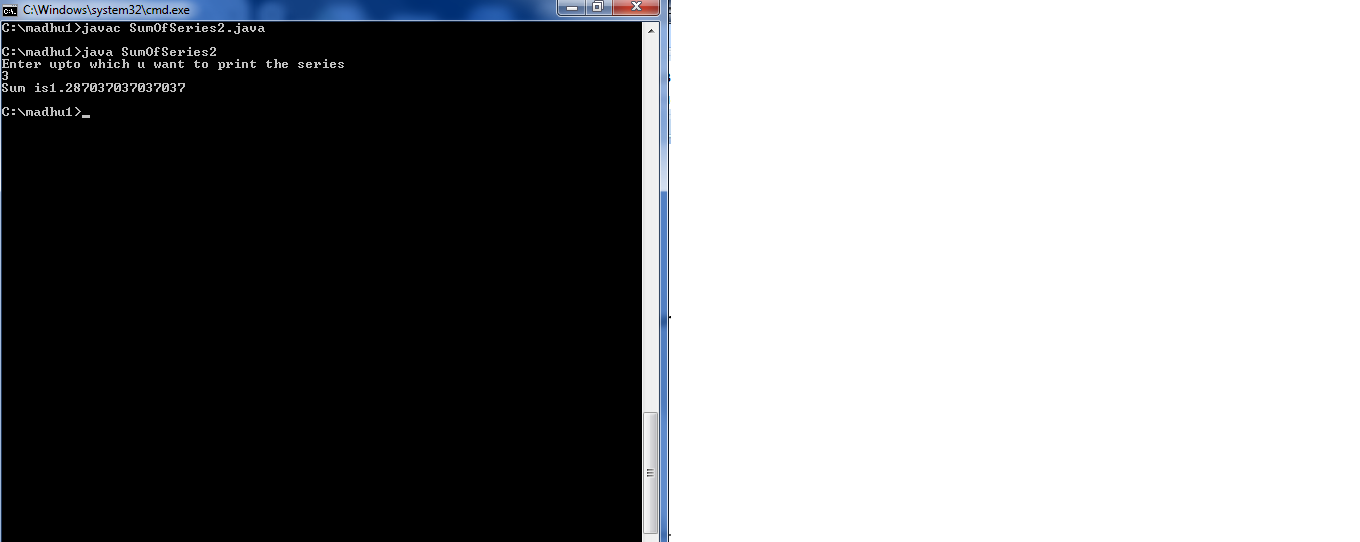 C:\Windows\system32\cmd.exe
C:\madhu1>javac SumOfSeries2.java
C:\madhu1>java SumOfSeries2
Enter upto which u want to print the series
3
Sum is1.287037037037037
C:\madhu1>_